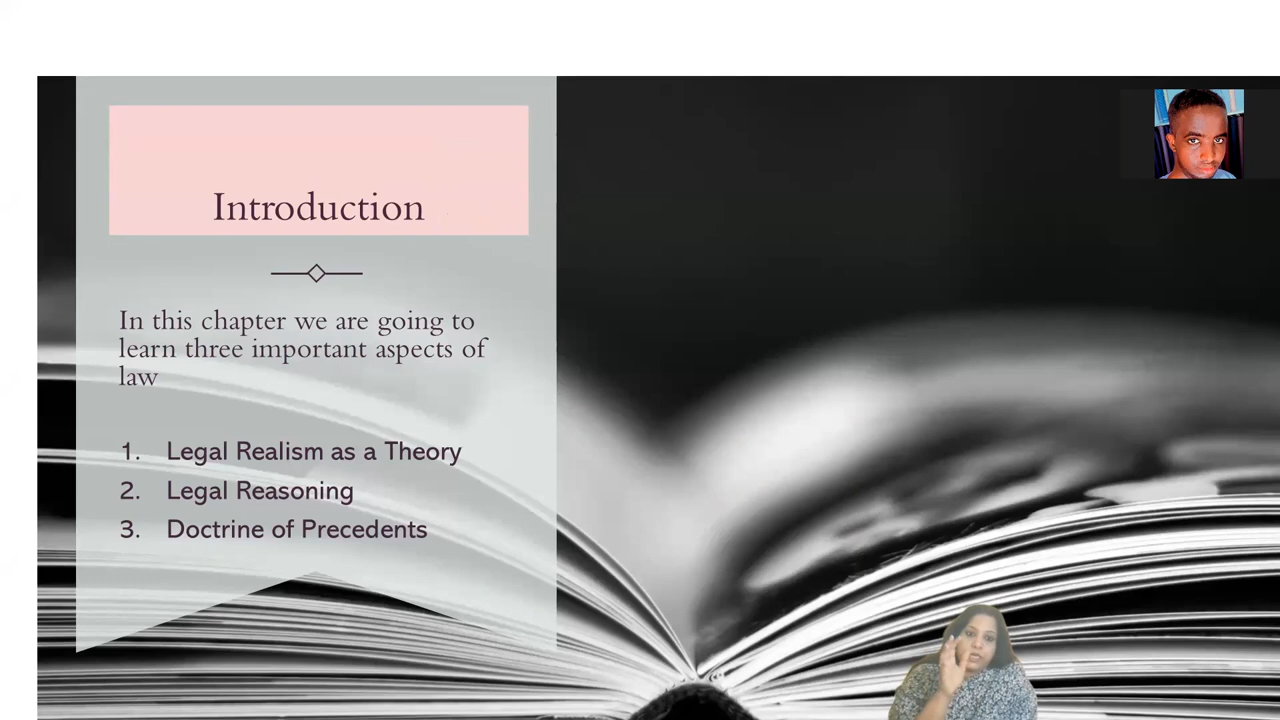 Introduction
In this chapter we are going to
learn three important aspects of
law
1. Legal Realism as a Theory
2. Legal Reasoning
3. Doctrine of Precedents